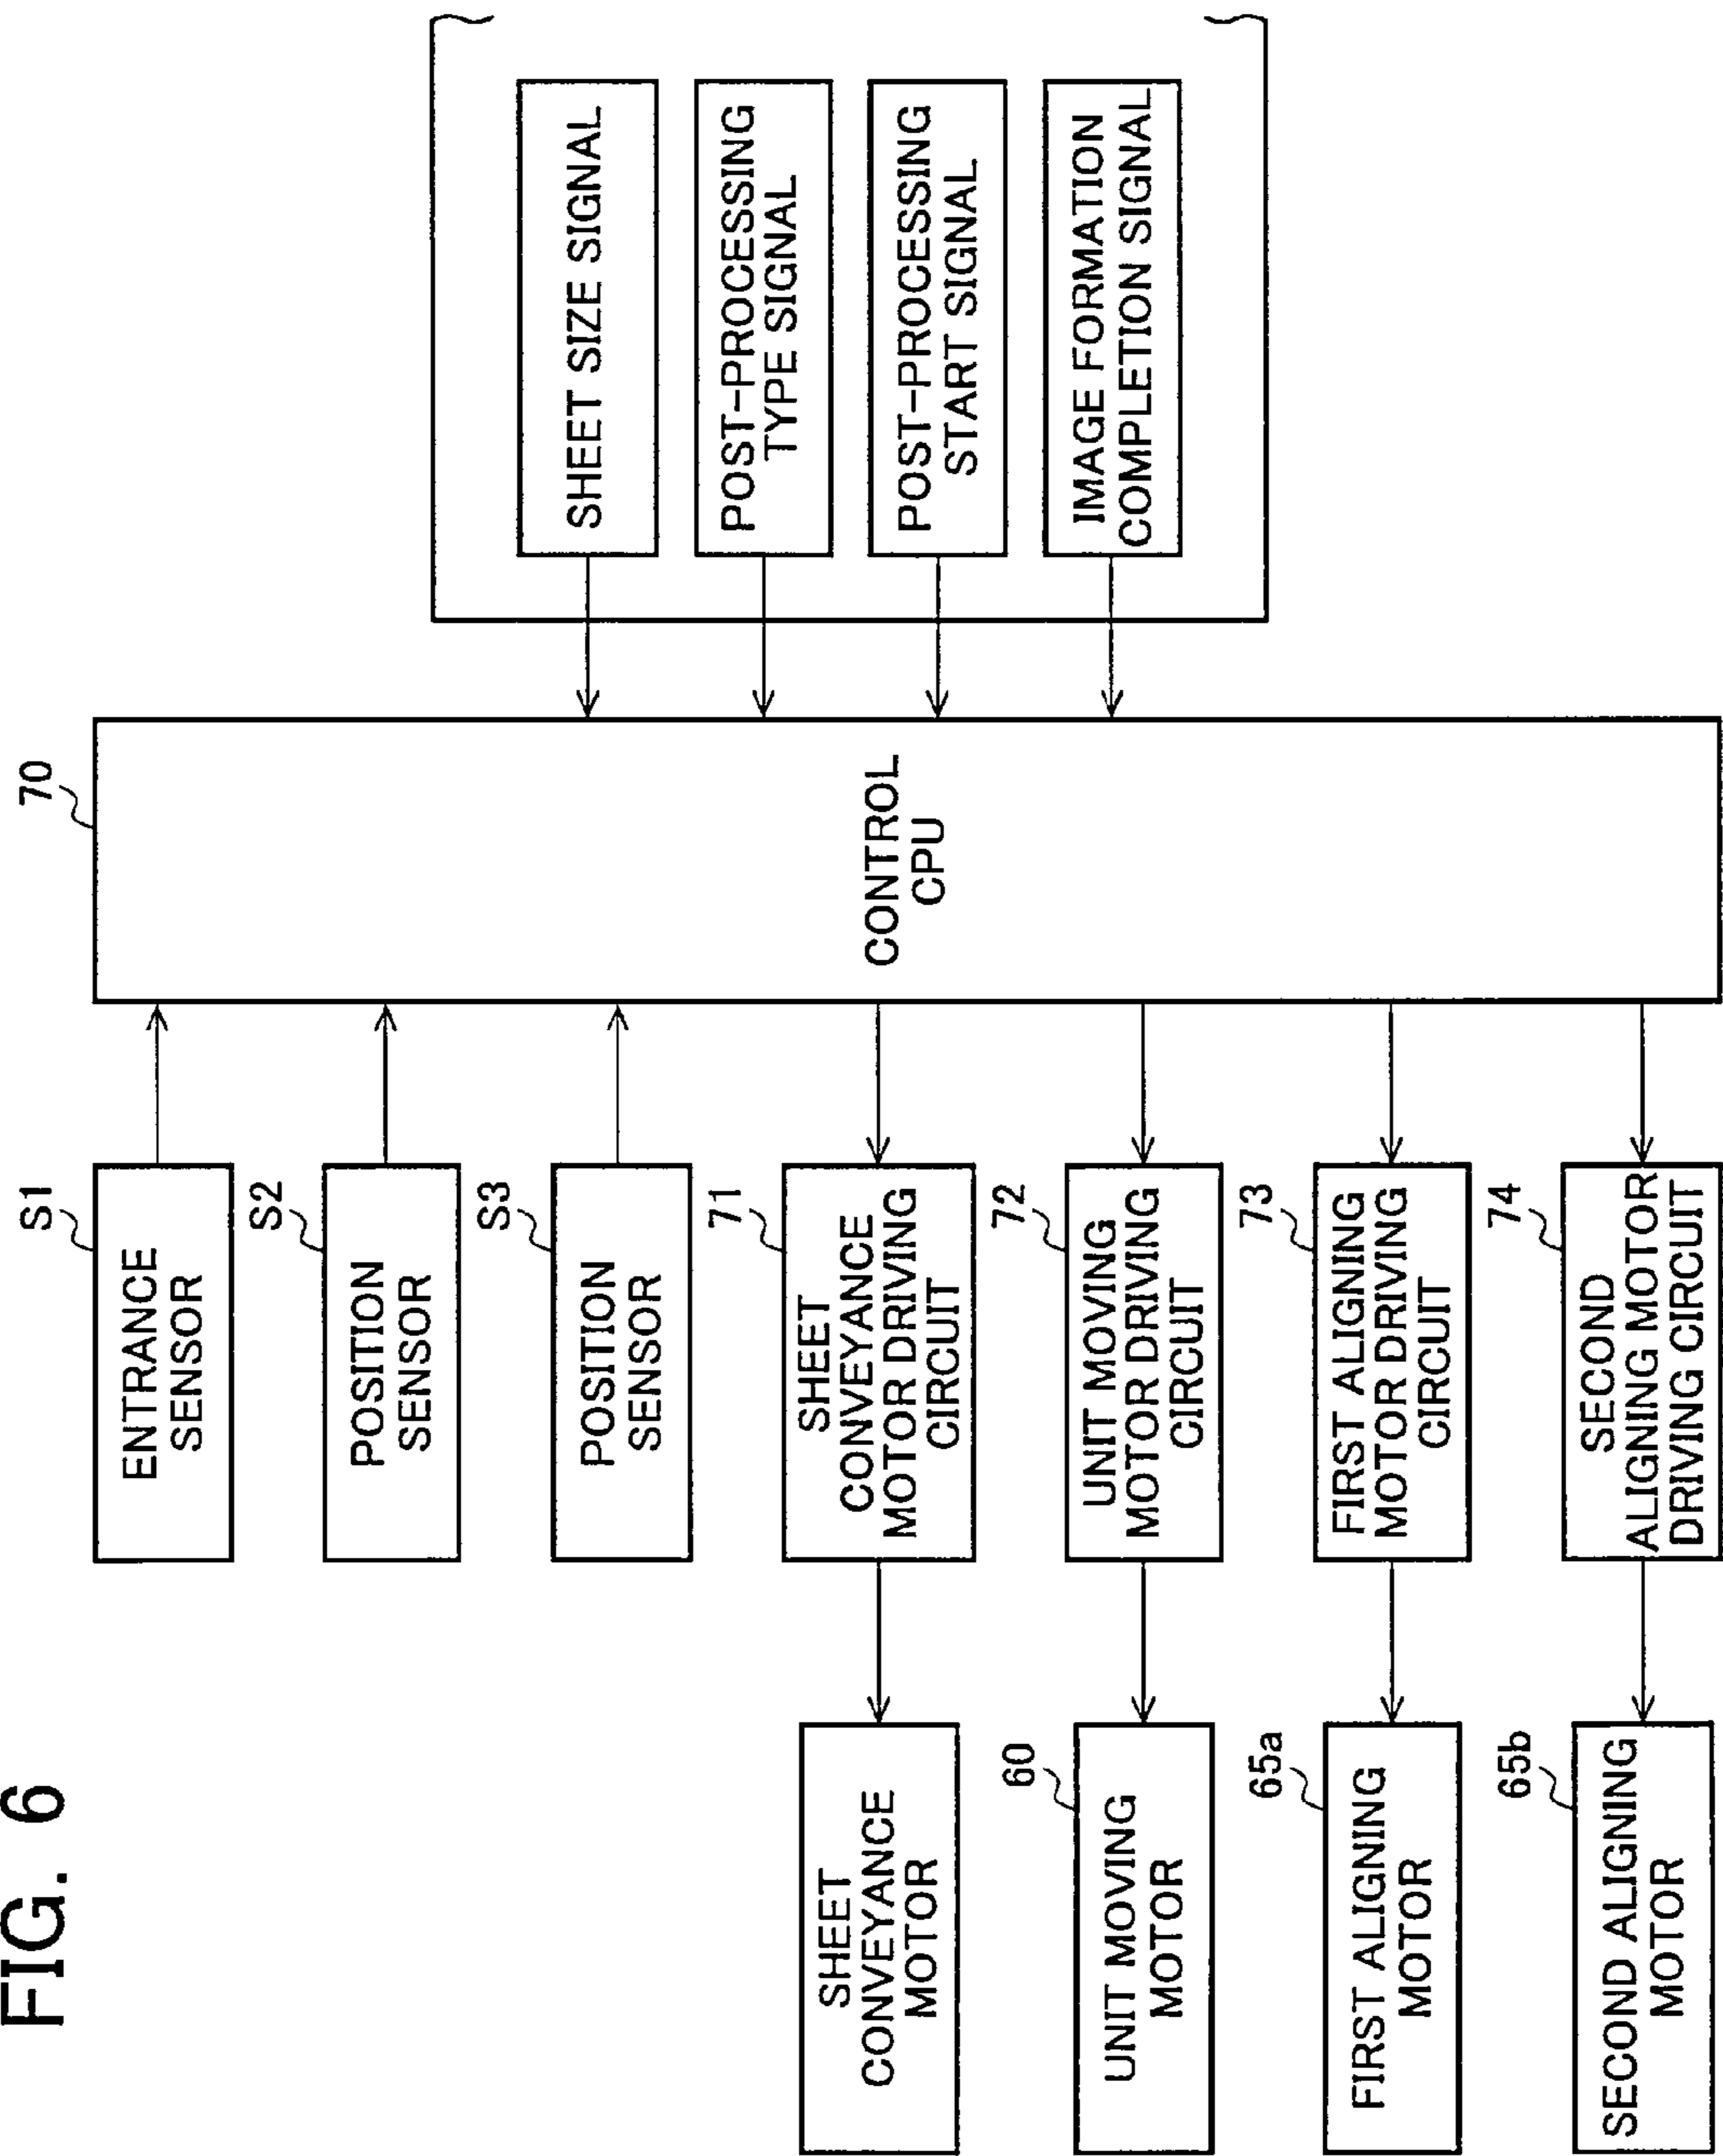 FIG. 6
S1
ENTRANCE
SENSOR
S2
POSITION
SENSOR
S3
POSITION
SENSOR
70
CONTROL
CPU
SHEET SIZE SIGNAL
POST-PROCESSING
TYPE SIGNAL
POST-PROCESSING
START SIGNAL
IMAGE FORMATION
COMPLETION SIGNAL
71
SHEET
CONVEYANCE
MOTOR DRIVING
CIRCUIT
SHEET
CONVEYANCE
MOTOR
72
UNIT MOVING
MOTOR DRIVING
CIRCUIT
60
UNIT MOVING
MOTOR
73
FIRST ALIGNING
MOTOR DRIVING
CIRCUIT
65a
FIRST ALIGNING
MOTOR
74
SECOND
ALIGNING MOTOR
DRIVING CIRCUIT
65b
SECOND ALIGNING
MOTOR